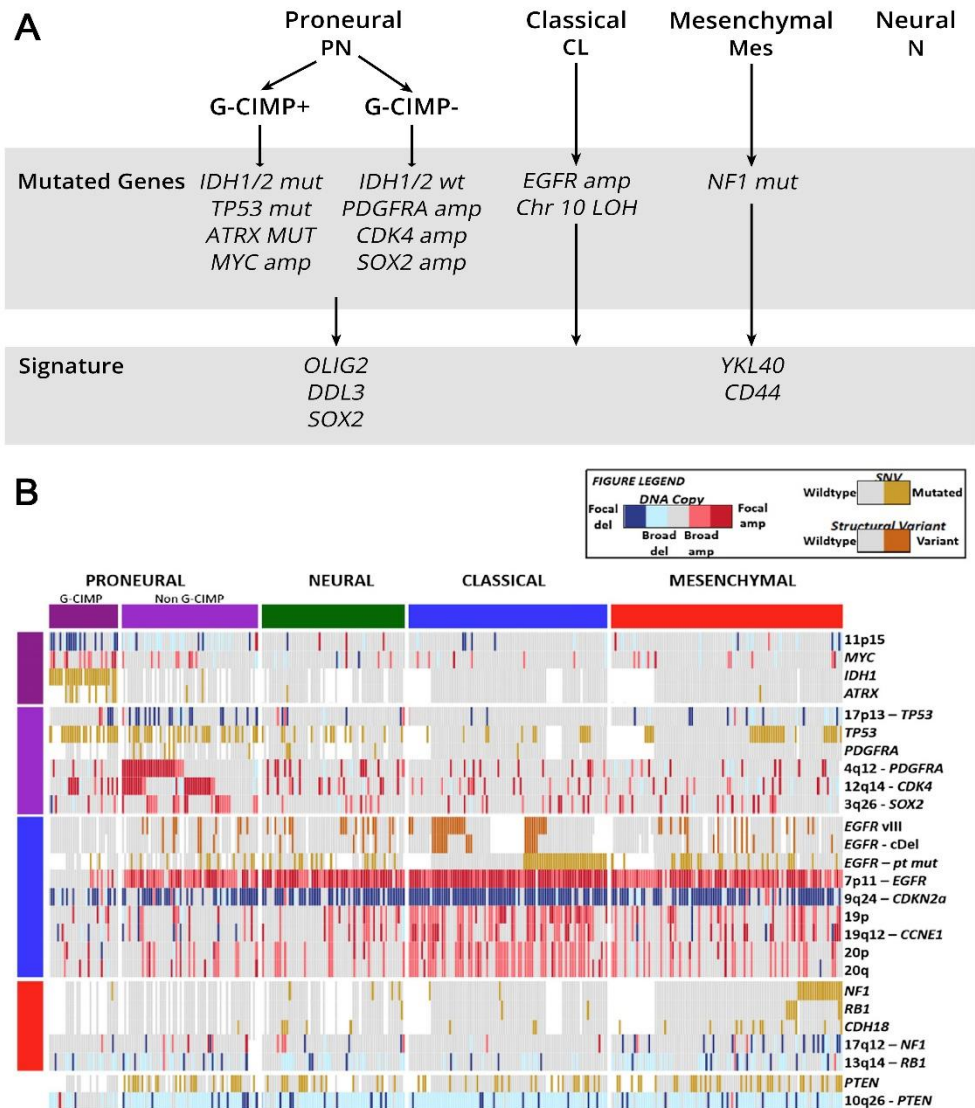 A
Proneural Classical Mesenchymal Neural
PN CL Mes N
G-CIMP+ G-CIMP-
Mutated Genes IDH1/2 mut IDH1/2 wt EGFR amp NF1 mut
TP53 mut PDGFRA amp Chr 10 LOH
ATRX MUT CDK4 amp
MYC amp SOX2 amp
Signature OLIG2 YKL40
DDL3 CD44
SOX2
B
FIGURE LEGEND
DNA Copy
Focal del
Focal amp
Broad del
Broad amp
SNV
Wildtype Mutated
Structural Variant
Wildtype Variant
PRONEURAL NEURAL CLASSICAL MESENCHYMAL
G-CIMP Non G-CIMP
11p15
MYC
IDH1
ATRX
17p13 – TP53
TP53
PDGFRA
4q12 - PDGFRA
12q14 - CDK4
3q26 - SOX2
EGFR vIII
EGFR - cDel
EGFR – pt mut
7p11 – EGFR
9q24 – CDKN2a
19p
19q12 – CCNE1
20p
20q
NF1
RB1
CDH18
17q12 – NF1
13q14 – RB1
PTEN
10q26 - PTEN